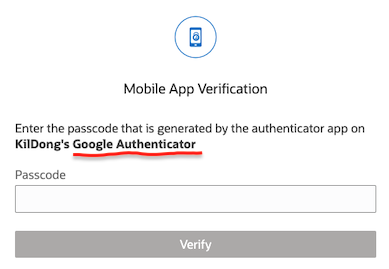 Mobile App Verification
Enter the passcode that is generated by the authenticator app on
KilDong's Google Authenticator
Passcode
Verify